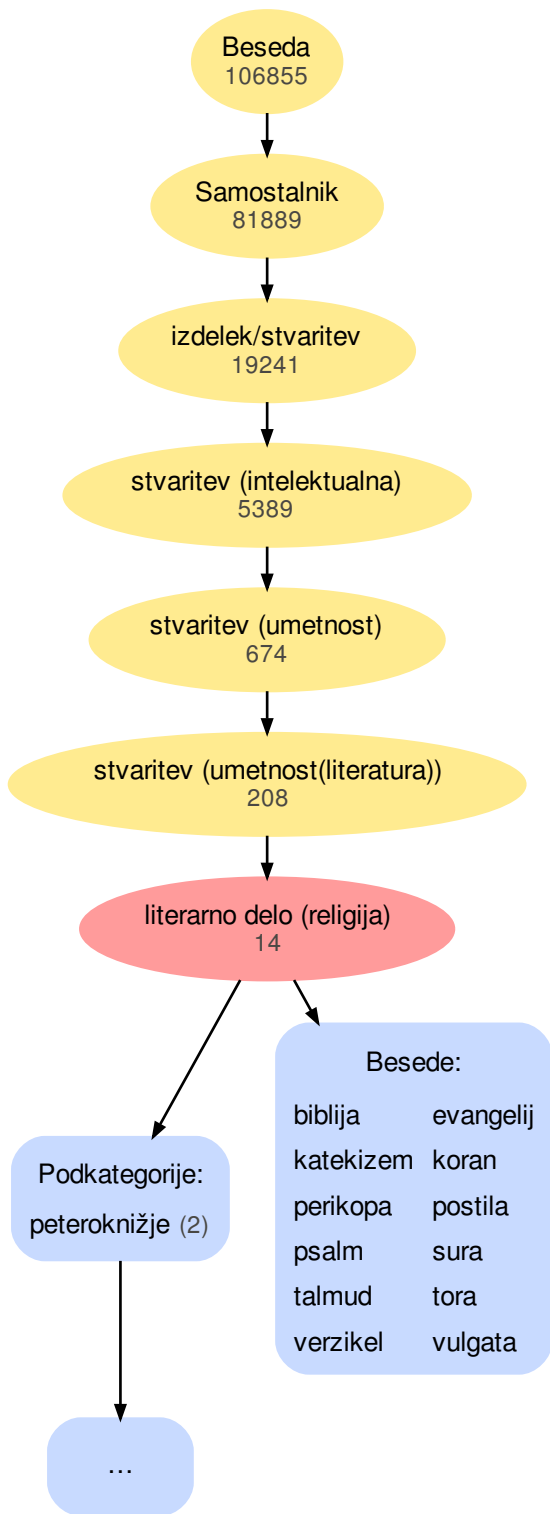 Beseda
106855
Samostalnik
81889
izdelek/stvaritev
19241
stvaritev (intelektualna)
5389
stvaritev (umetnost)
674
stvaritev (umetnost(literatura))
208
literarno delo (religija)
14
Besede:
biblija evangelij
katekizem koran
perikopa postila
psalm sura
talmud tora
verzikel vulgata
Podkategorije:
peteroknižje (2)
...